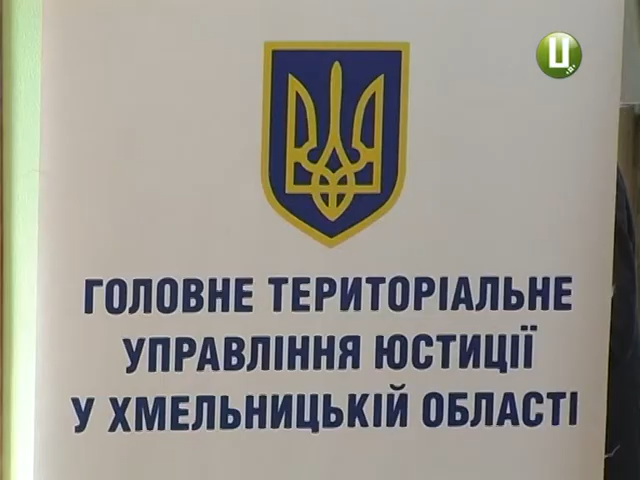 Ц
ГОЛОВНЕ ТЕРИТОРІАЛЬНЕ
УПРАВЛІННЯ ЮСТИЦІЇ
У ХМЕЛЬНИЦЬКІЙ ОБЛАСТІ